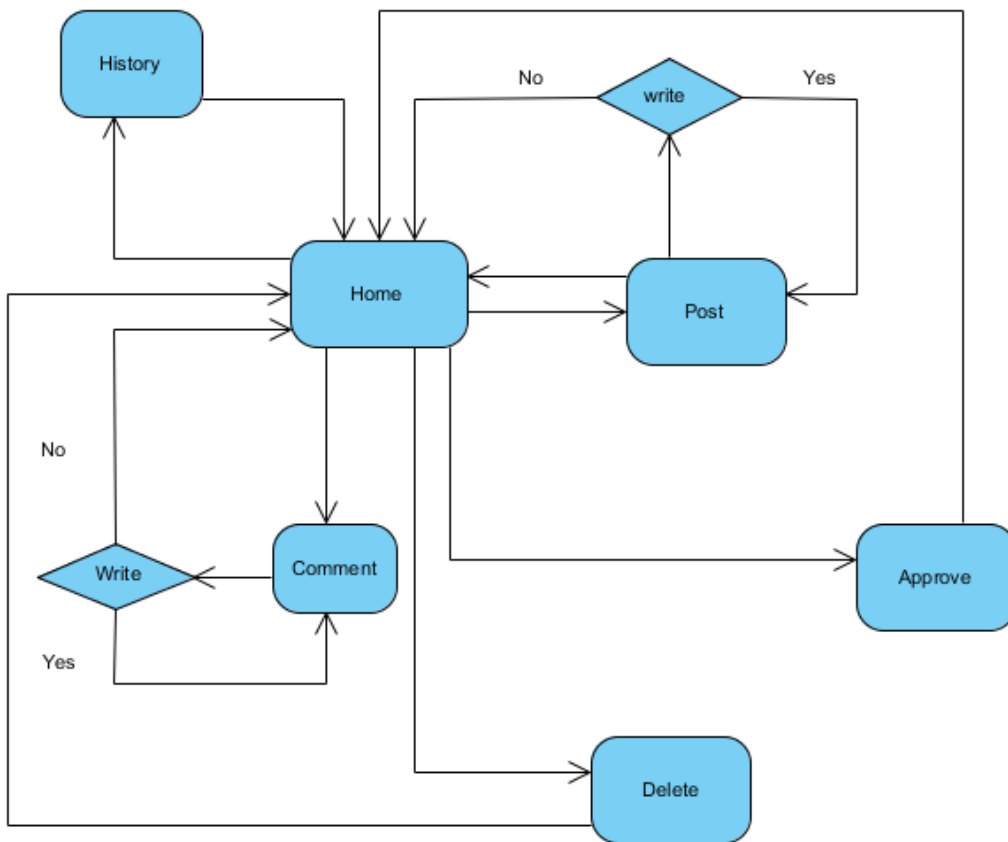 History
No
Yes
write
Home
Post
No
Write
Comment
Approve
Yes
Delete